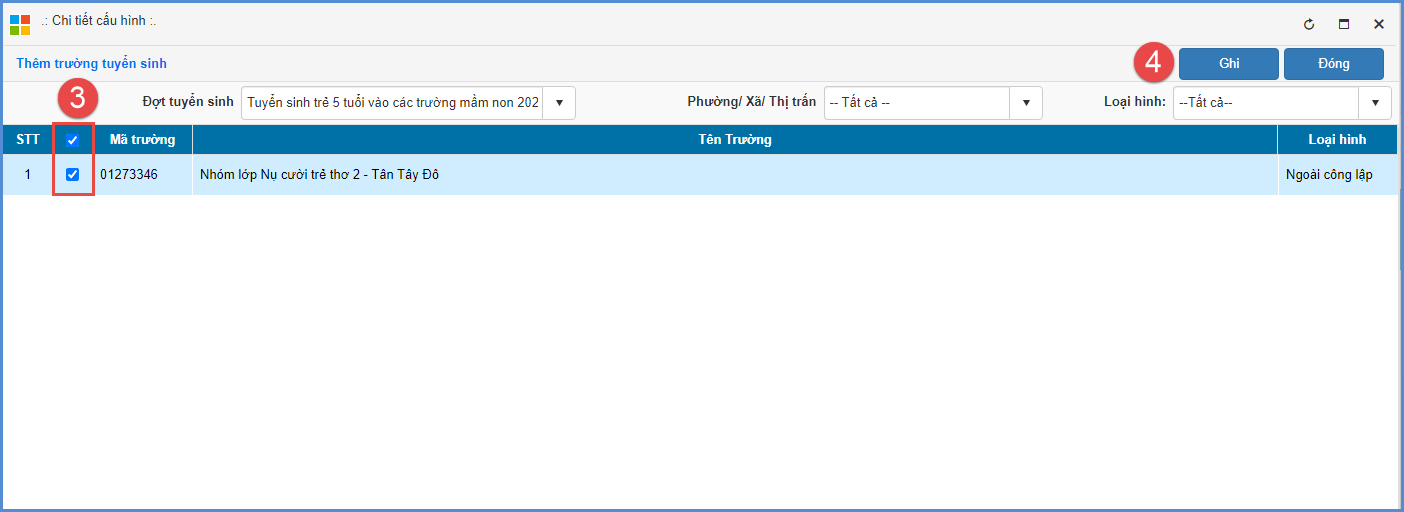 .: Chi tiết cấu hình :.
Thêm trường tuyển sinh
4 Ghi Đóng
3
Đợt tuyển sinh Tuyển sinh trẻ 5 tuổi vào các trường mầm non 202 Phường/ Xã/ Thị trấn -- Tất cả -- Loại hình: --Tất cả--
STT Mã trường Tên Trường Loại hình
1 01273346 Nhóm lớp Nụ cười trẻ thơ 2 - Tân Tây Đô Ngoài công lập